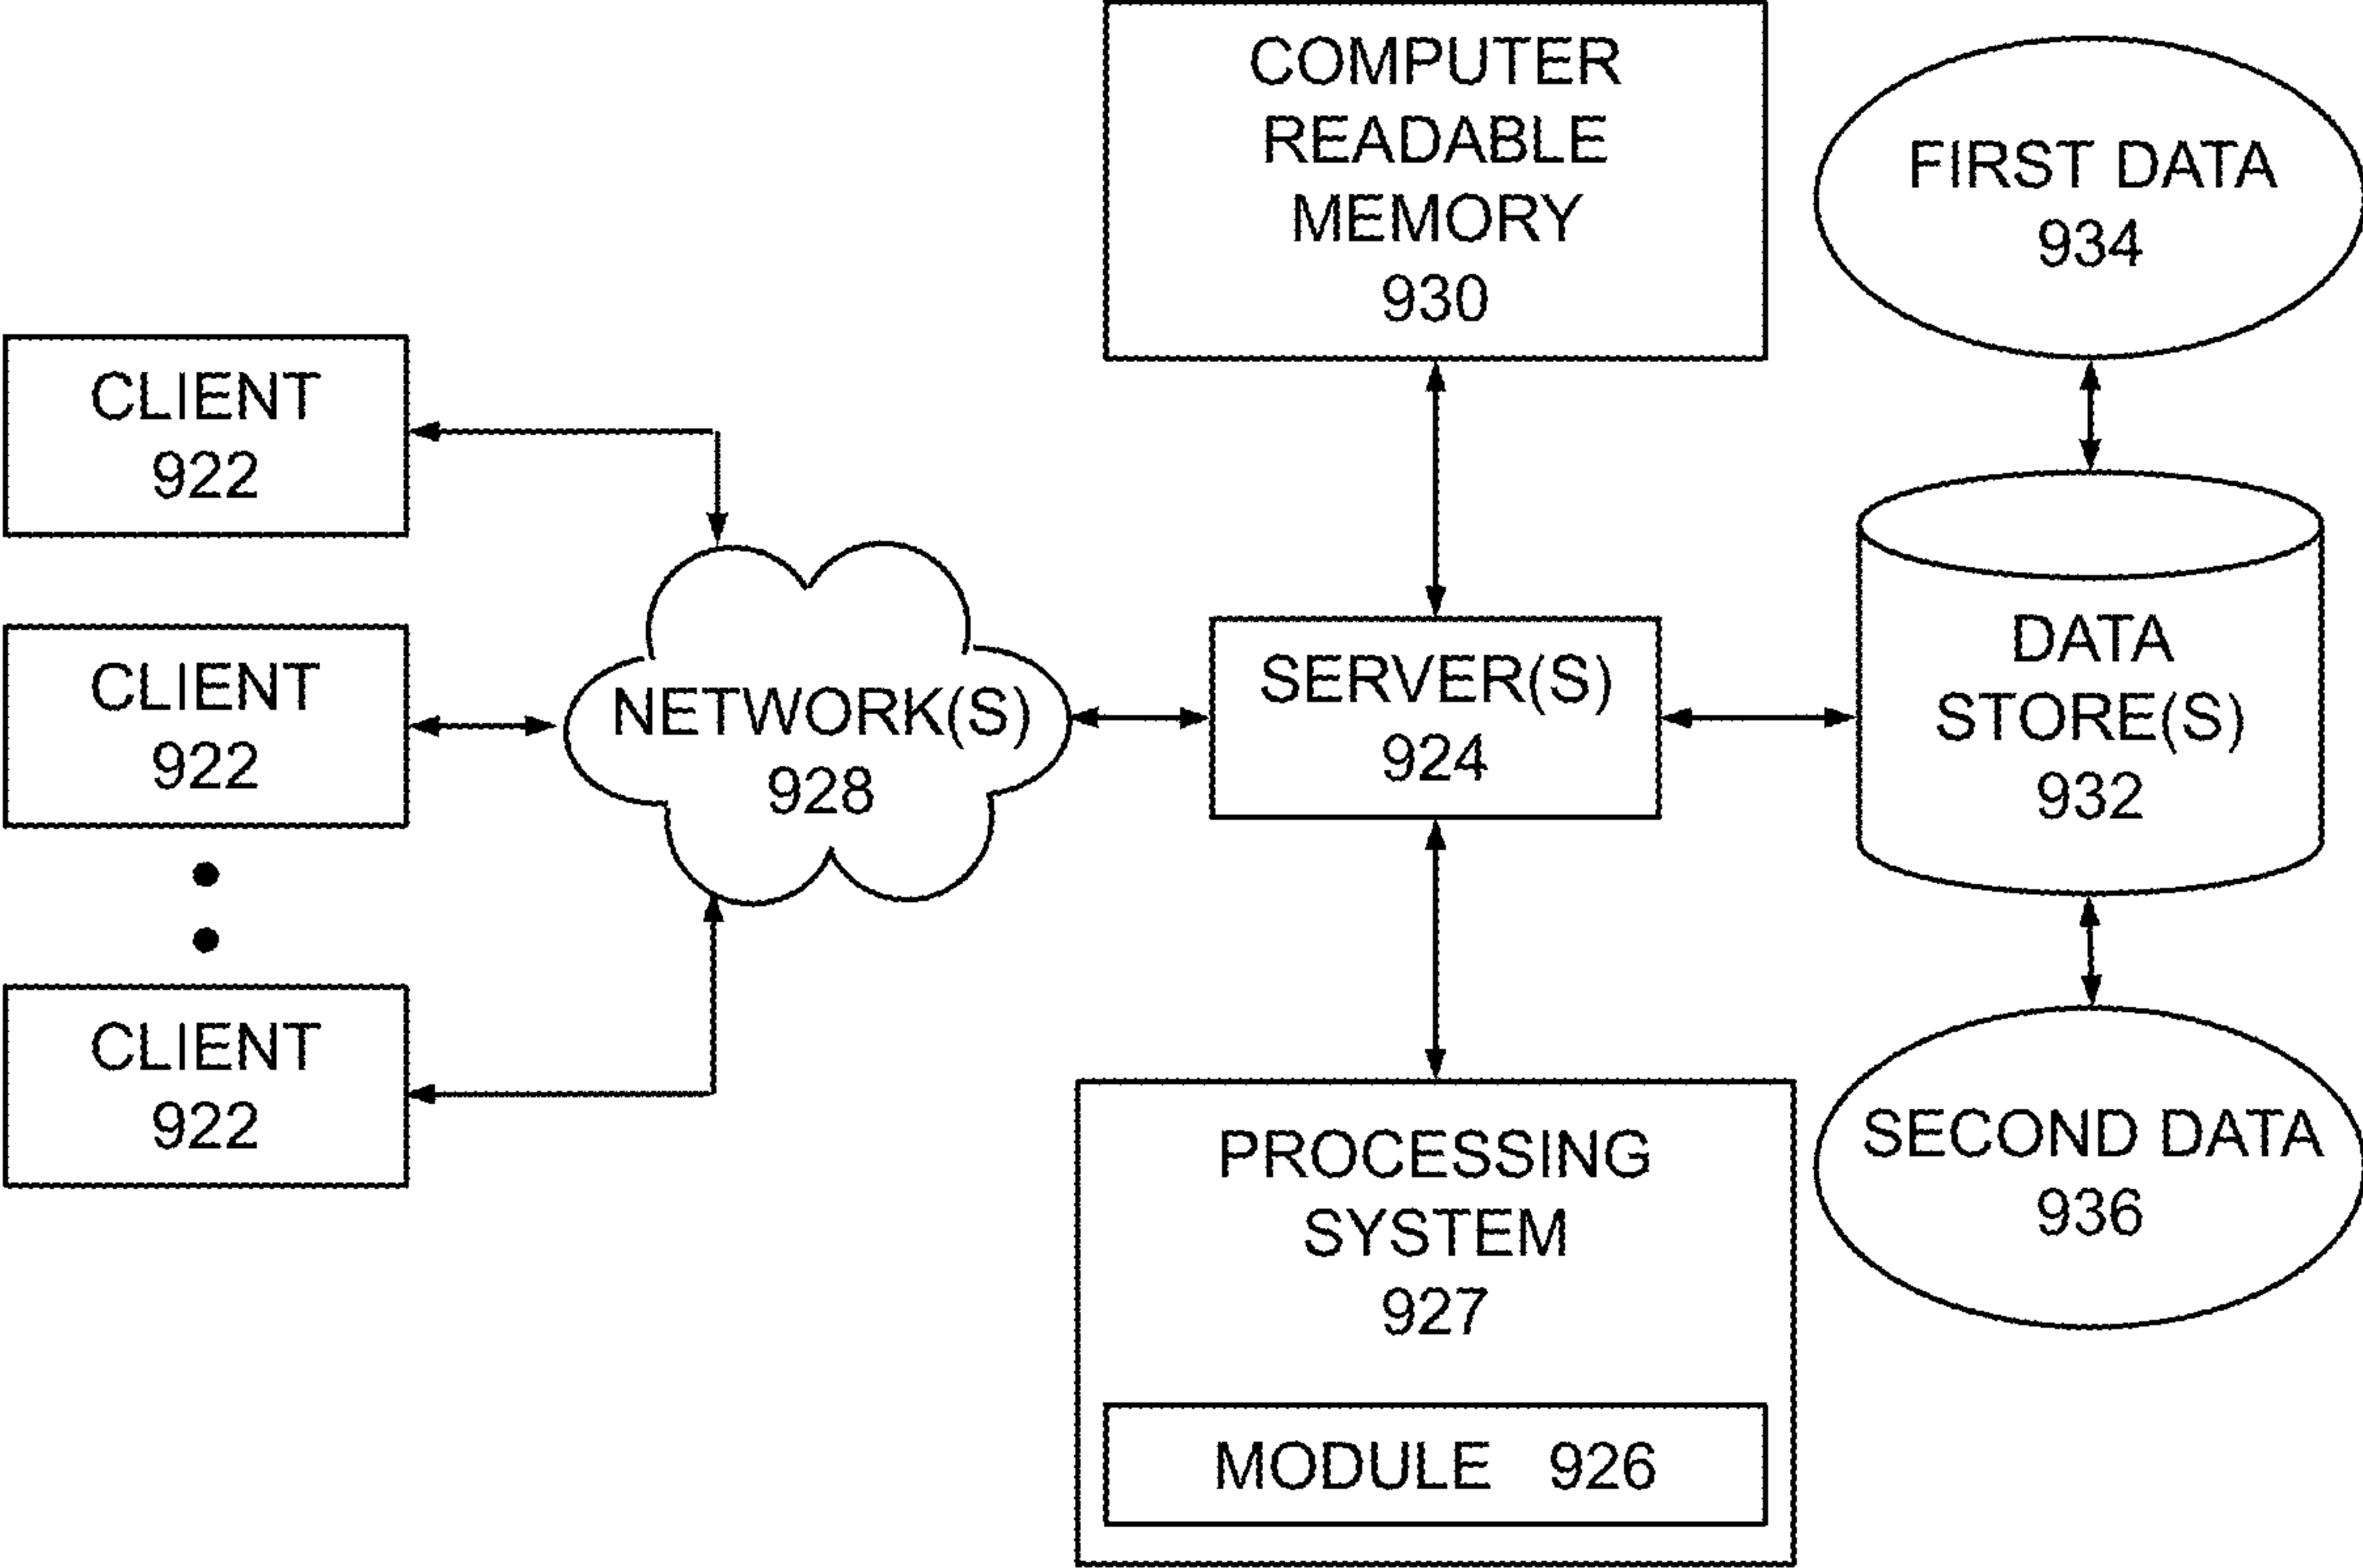 CLIENT
922
CLIENT
922
CLIENT
922
NETWORK(S)
928
COMPUTER
READABLE
MEMORY
930
SERVER(S)
924
PROCESSING
SYSTEM
927
MODULE 926
FIRST DATA
934
DATA
STORE(S)
932
SECOND DATA
936